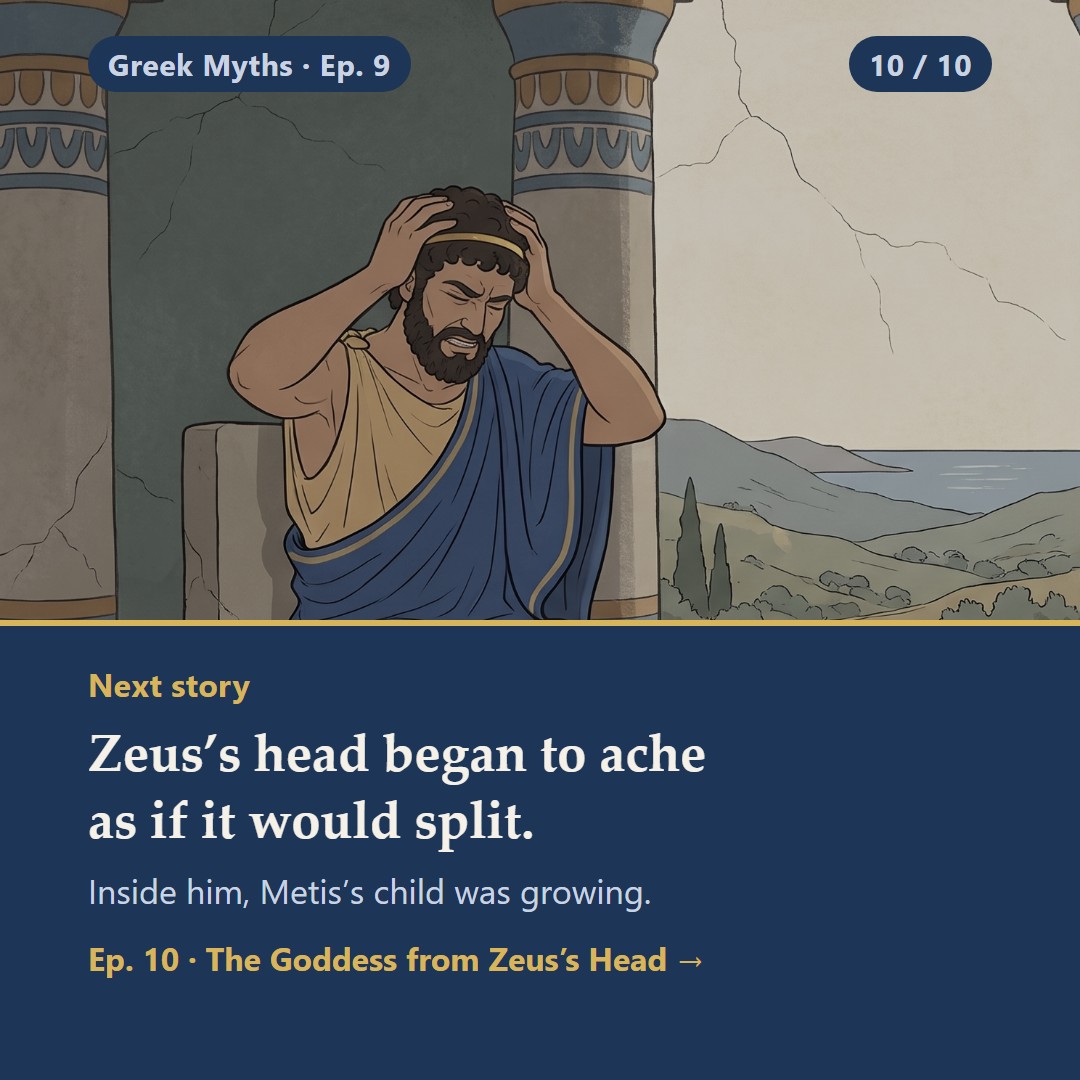 Greek Myths · Ep. 9
10 / 10
Next story
Zeus’s head began to ache
as if it would split.
Inside him, Metis’s child was growing.
Ep. 10 · The Goddess from Zeus’s Head →